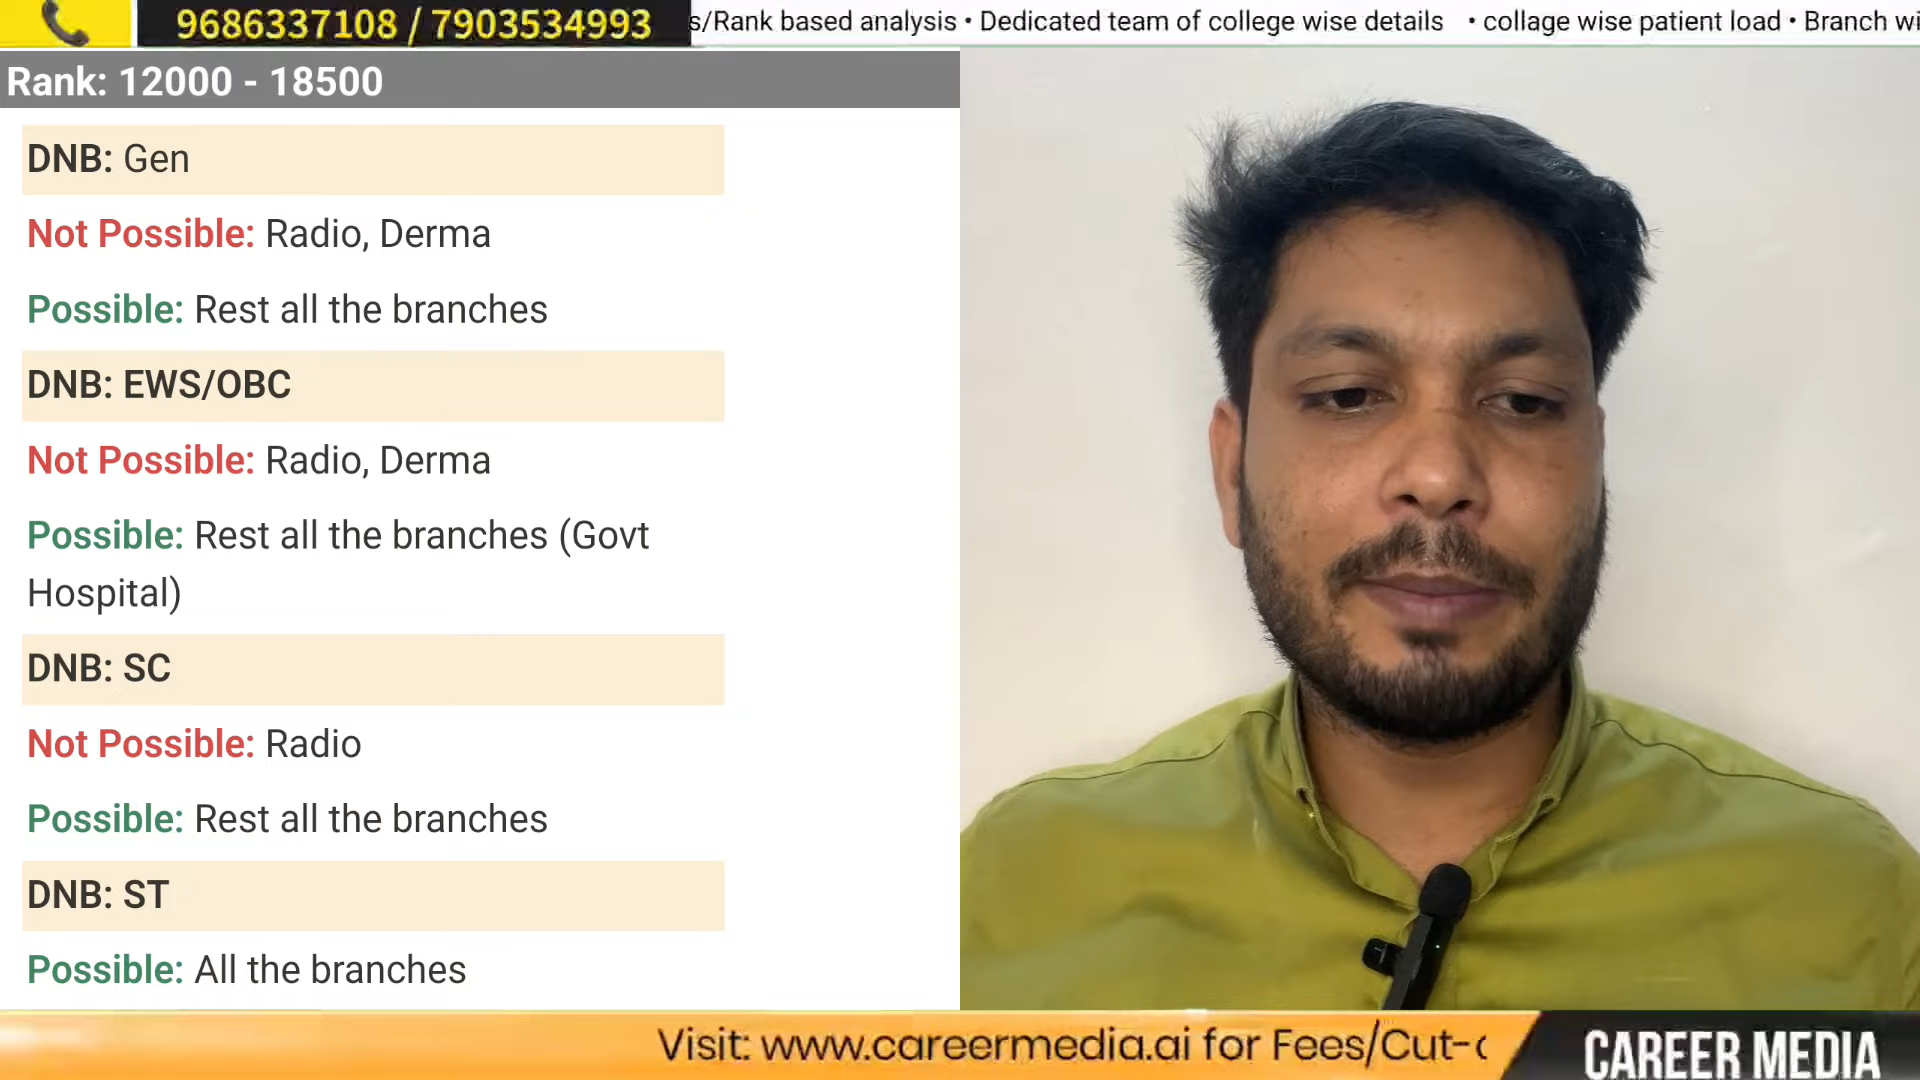 9686337108 / 7903534993
s/Rank based analysis • Dedicated team of college wise details • collage wise patient load • Branch wi
Rank: 12000 - 18500
DNB: Gen
Not Possible: Radio, Derma
Possible: Rest all the branches
DNB: EWS/OBC
Not Possible: Radio, Derma
Possible: Rest all the branches (Govt
Hospital)
DNB: SC
Not Possible: Radio
Possible: Rest all the branches
DNB: ST
Possible: All the branches
Visit: www.careermedia.ai for Fees/Cut-
CAREER MEDIA